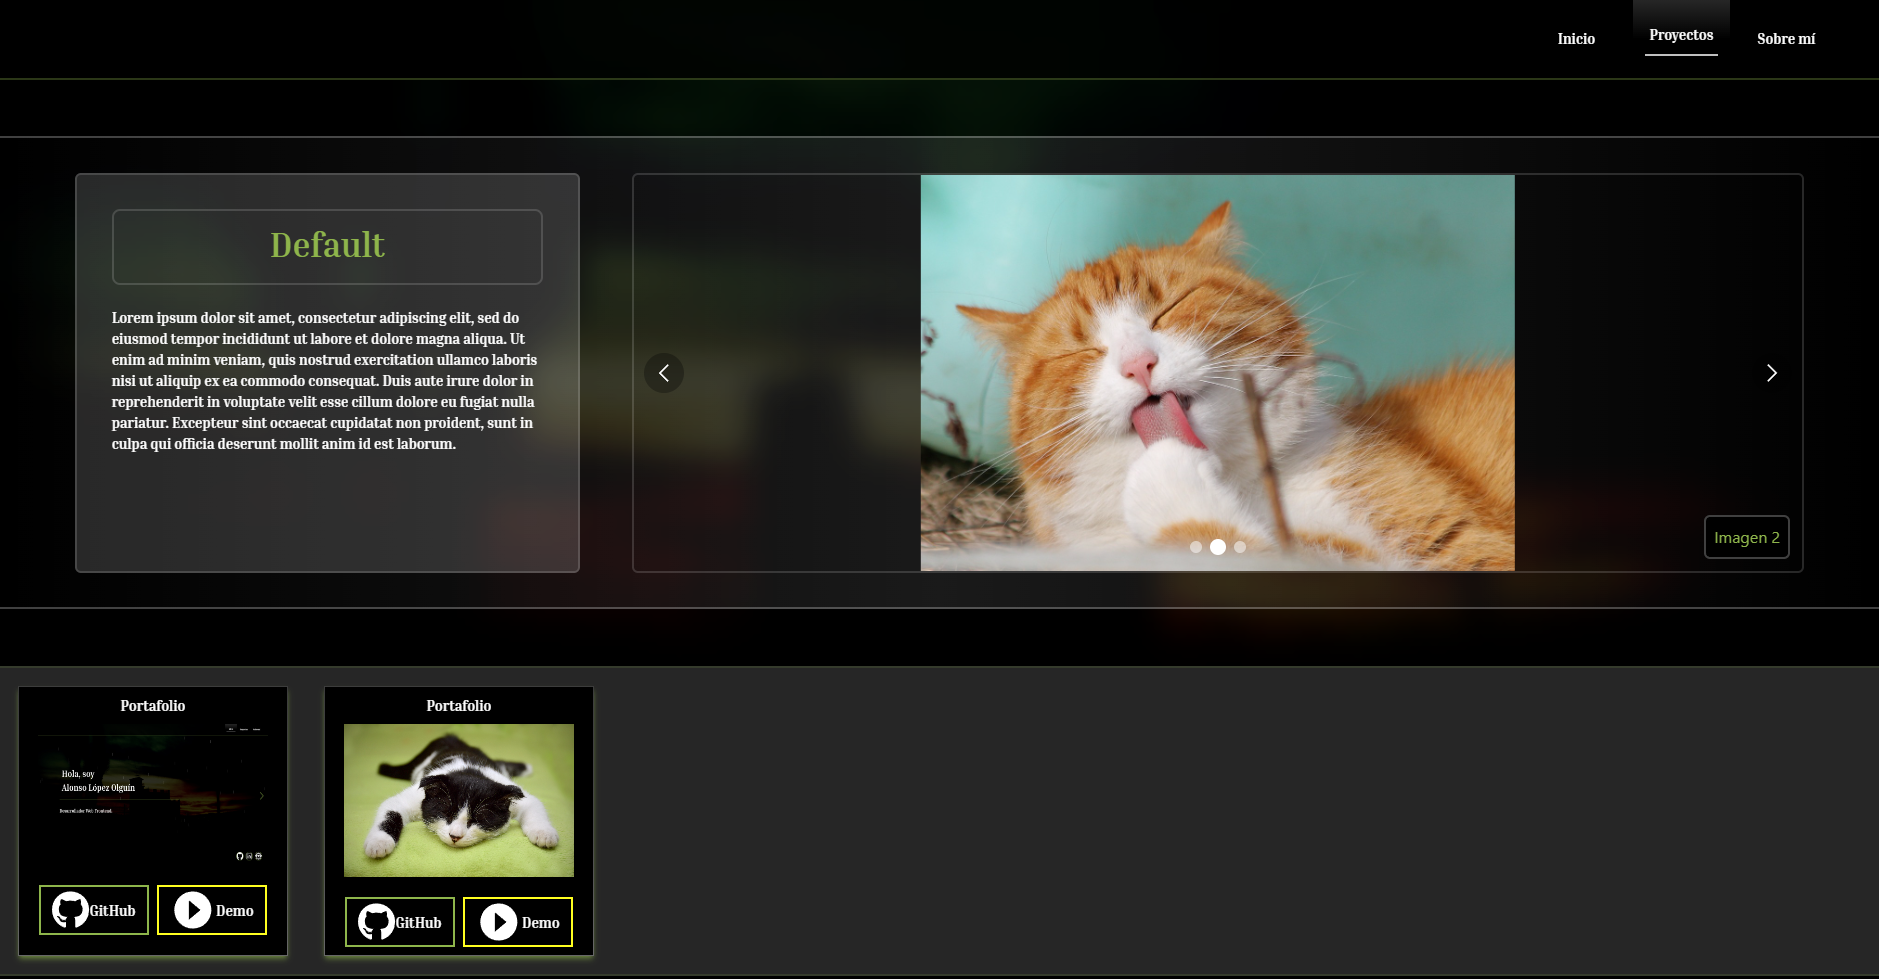 Inicio
Proyectos
Sobre mí
Default
Lorem ipsum dolor sit amet, consectetur adipiscing elit, sed do
eiusmod tempor incididunt ut labore et dolore magna aliqua. Ut
enim ad minim veniam, quis nostrud exercitation ullamco laboris
nisi ut aliquip ex ea commodo consequat. Duis aute irure dolor in
reprehenderit in voluptate velit esse cillum dolore eu fugiat nulla
pariatur. Excepteur sint occaecat cupidatat non proident, sunt in
culpa qui officia deserunt mollit anim id est laborum.
Imagen 2
Portafolio
Hola, soy
Alonso López Olguín
Desarrollador Web Frontend
GitHub
Demo
Portafolio
GitHub
Demo